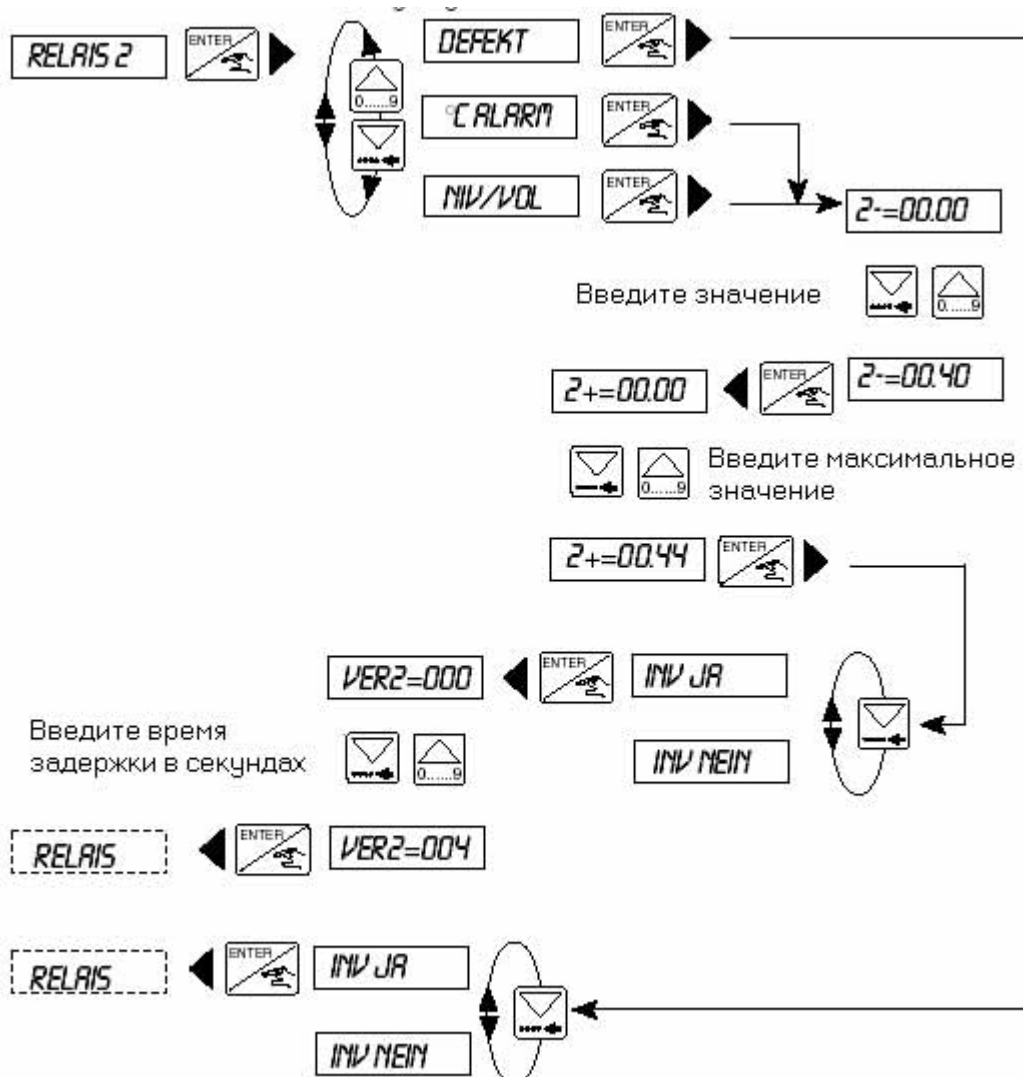 RELAIS 2
ENTER
0.....9
DEFEKT
ENTER
°C ALARM
ENTER
NIV/VOL
ENTER
2-=00.00
Введите значение
0.....9
2+=00.00
ENTER
2-=00.40
0.....9
Введите максимальное
значение
2+=00.44
ENTER
VER2=000
ENTER
INV JA
INV NEIN
Введите время
задержки в секундах
0.....9
RELAIS
ENTER
VER2=004
RELAIS
ENTER
INV JA
INV NEIN